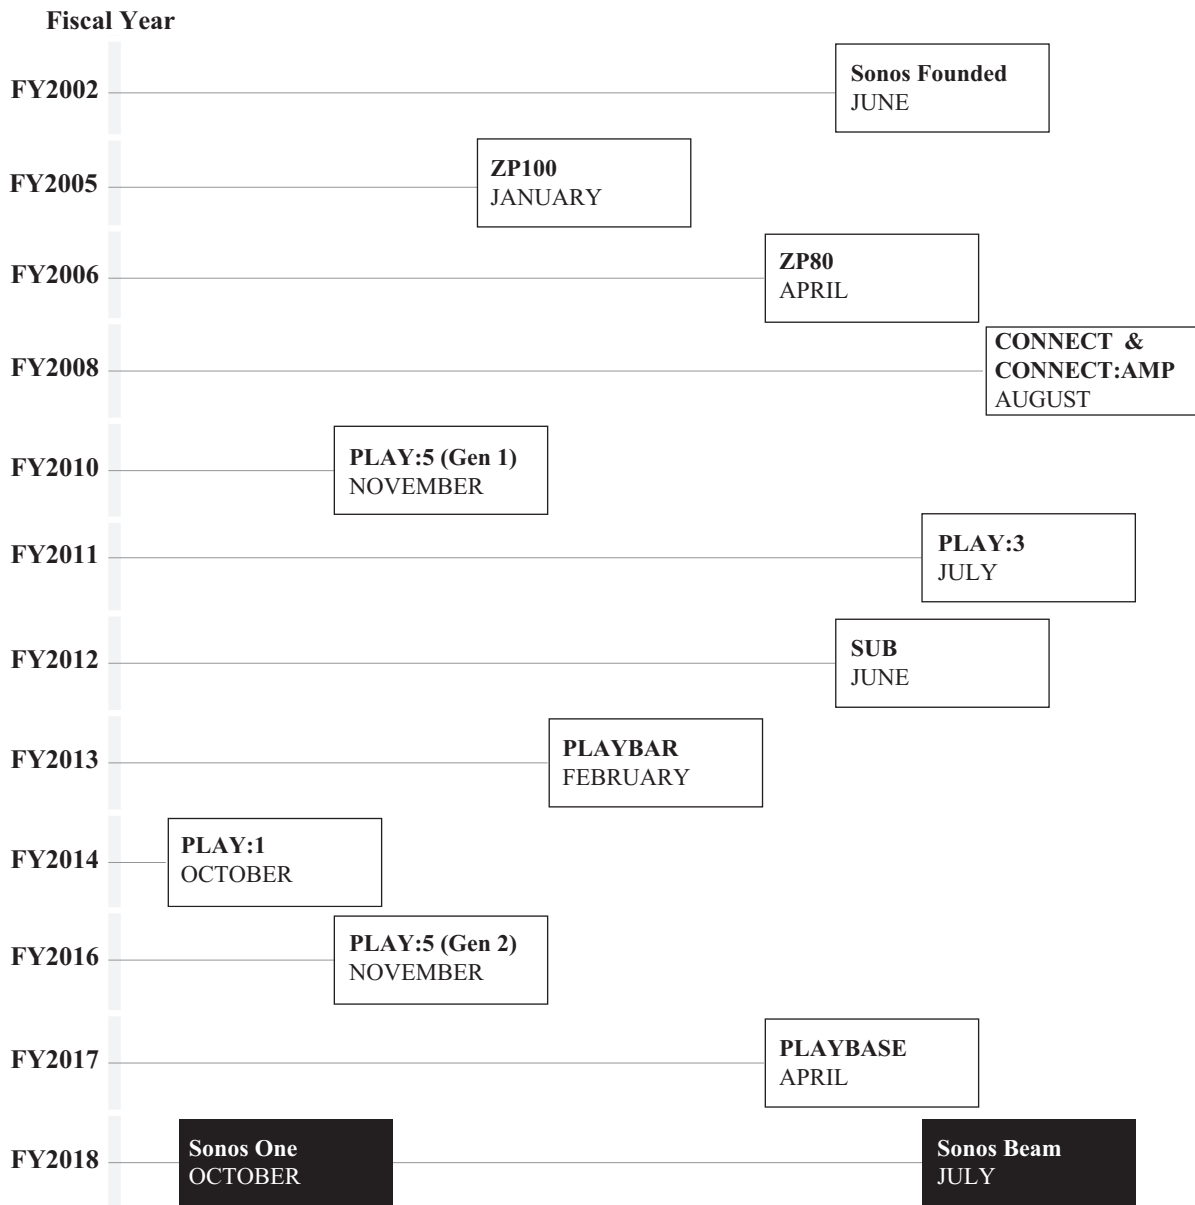 Fiscal Year
FY2002
Sonos Founded
JUNE
FY2005
ZP100
JANUARY
FY2006
ZP80
APRIL
FY2008
CONNECT &
CONNECT:AMP
AUGUST
FY2010
PLAY:5 (Gen 1)
NOVEMBER
FY2011
PLAY:3
JULY
FY2012
SUB
JUNE
FY2013
PLAYBAR
FEBRUARY
FY2014
PLAY:1
OCTOBER
FY2016
PLAY:5 (Gen 2)
NOVEMBER
FY2017
PLAYBASE
APRIL
FY2018
Sonos One
OCTOBER
Sonos Beam
JULY